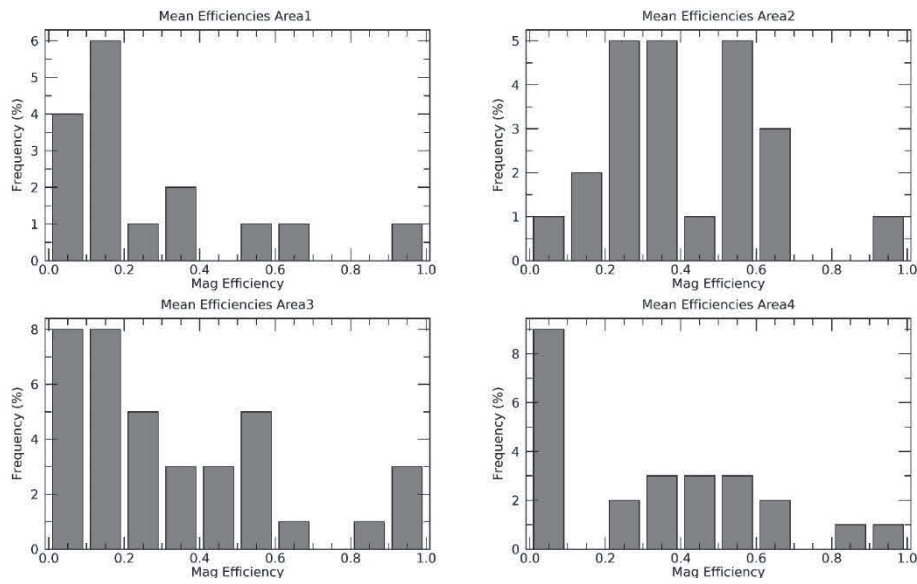 Mean Efficiencies Area1
6
5
4
3
2
1
0
Frequency (%)
0.0 0.2 0.4 0.6 0.8 1.0
Mag Efficiency
Mean Efficiencies Area2
5
4
3
2
1
0
Frequency (%)
0.0 0.2 0.4 0.6 0.8 1.0
Mag Efficiency
Mean Efficiencies Area3
8
6
4
2
0
Frequency (%)
0.0 0.2 0.4 0.6 0.8 1.0
Mag Efficiency
Mean Efficiencies Area4
8
6
4
2
0
Frequency (%)
0.0 0.2 0.4 0.6 0.8 1.0
Mag Efficiency